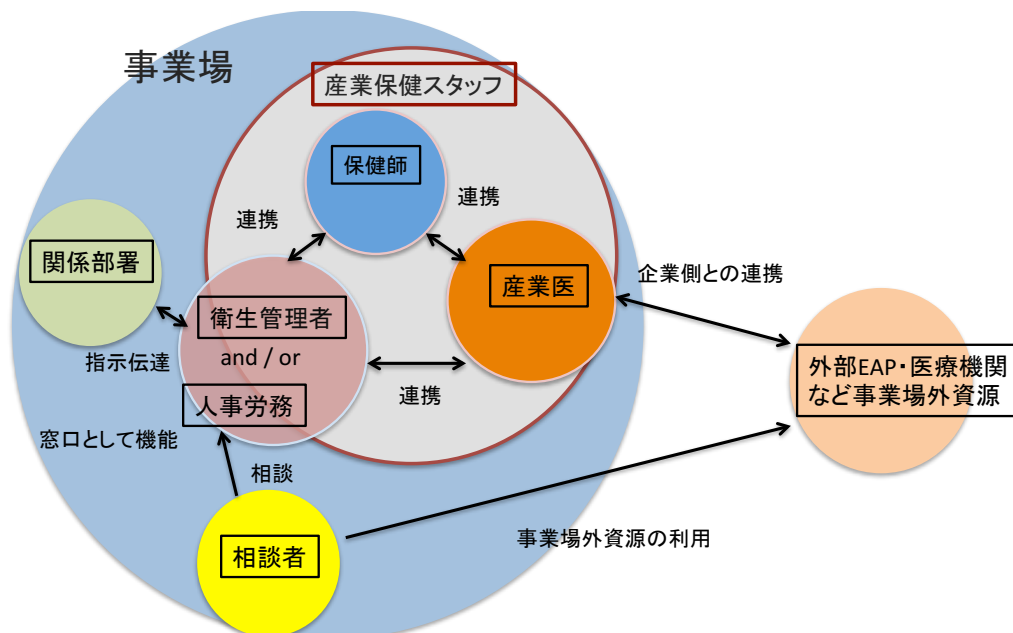 事業場
産業保健スタッフ
保健師
連携
連携
関係部署
産業医
企業側との連携
衛生管理者
and / or
人事労務
指示伝達
連携
外部EAP・医療機関
など事業場外資源
窓口として機能
相談
事業場外資源の利用
相談者